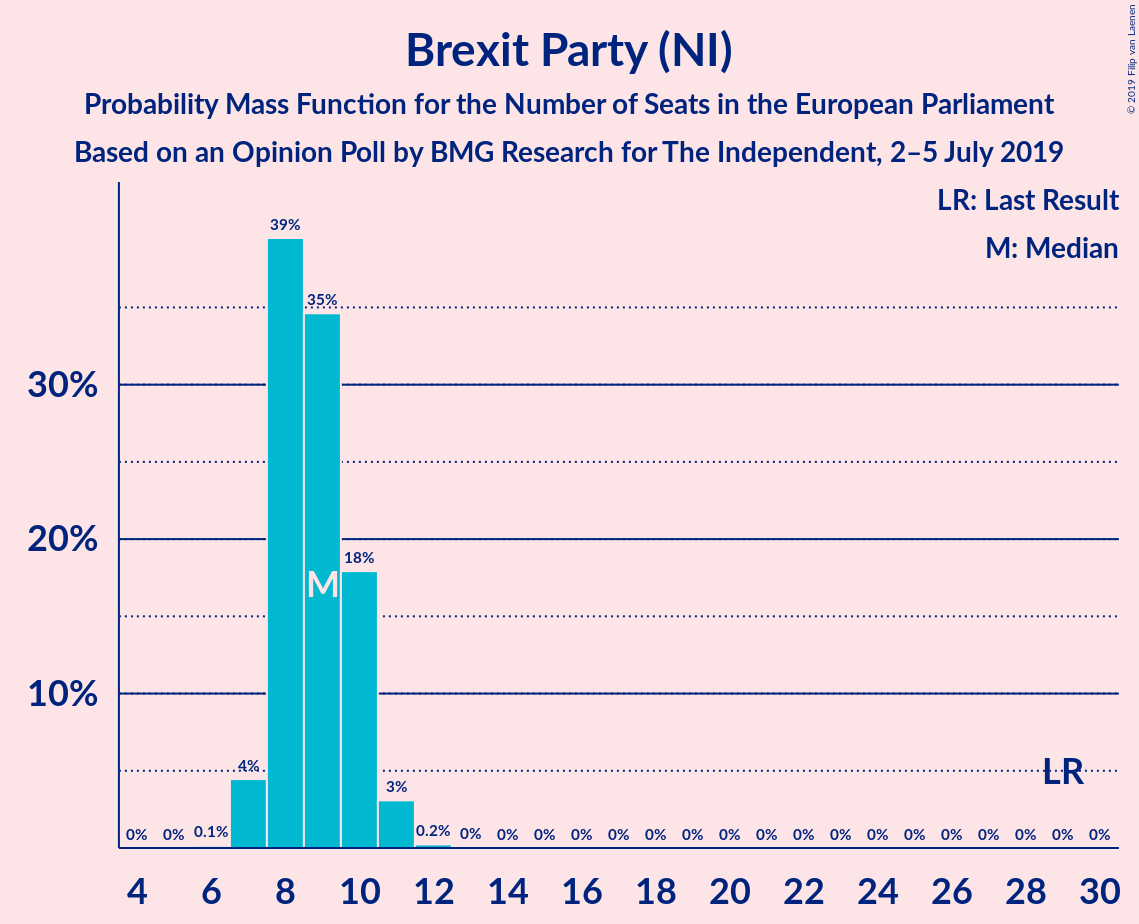 Brexit Party (NI)
Probability Mass Function for the Number of Seats in the European Parliament
Based on an Opinion Poll by BMG Research for The Independent, 2–5 July 2019
© 2019 Filip van Laenen
LR: Last Result
M: Median
39%
35%
30%
20%
18%
M
10%
LR
4%
3%
0% 0% 0.1% 0.2% 0% 0% 0% 0% 0% 0% 0% 0% 0% 0% 0% 0% 0% 0% 0% 0% 0% 0%
4 6 8 10 12 14 16 18 20 22 24 26 28 30